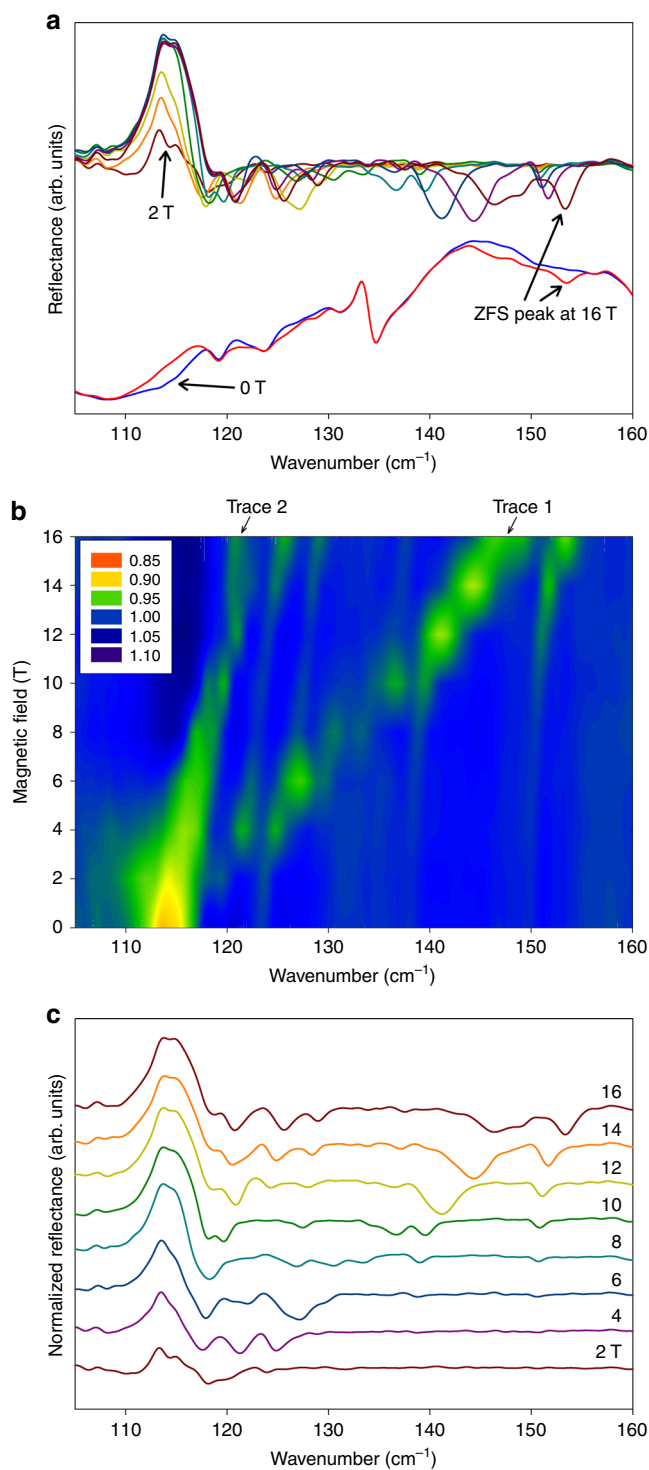 a
Reflectance (arb. units)
2 T
0 T
ZFS peak at 16 T
110 120 130 140 150 160
Wavenumber (cm⁻¹)
b
Trace 2 Trace 1
Magnetic field (T)
16
14
12
10
8
6
4
2
0
0.85
0.90
0.95
1.00
1.05
1.10
110 120 130 140 150 160
Wavenumber (cm⁻¹)
c
Normalized reflectance (arb. units)
16
14
12
10
8
6
4
2 T
110 120 130 140 150 160
Wavenumber (cm⁻¹)